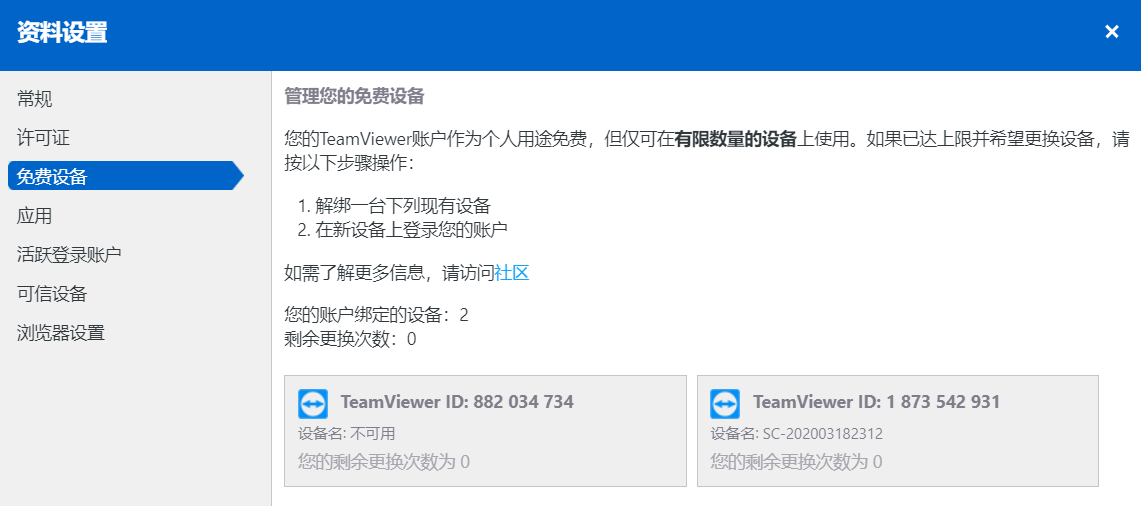 资料设置
×
常规
许可证
免费设备
应用
活跃登录账户
可信设备
浏览器设置
管理您的免费设备
您的TeamViewer账户作为个人用途免费，但仅可在有限数量的设备上使用。如果已达上限并希望更换设备，请
按以下步骤操作：
1. 解绑一台下列现有设备
2. 在新设备上登录您的账户
如需了解更多信息，请访问社区
您的账户绑定的设备：2
剩余更换次数：0
TeamViewer ID: 882 034 734
设备名: 不可用
您的剩余更换次数为 0
TeamViewer ID: 1 873 542 931
设备名: SC-202003182312
您的剩余更换次数为 0